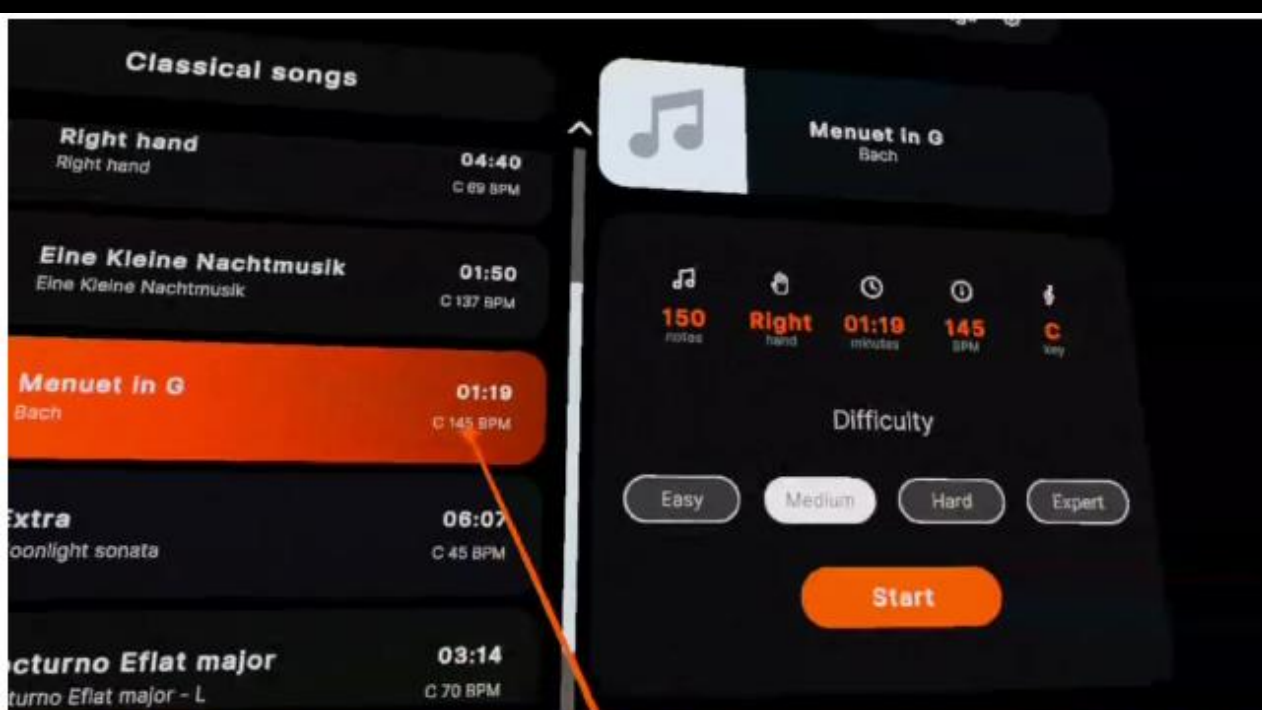 Classical songs
Right hand
Right hand
04:40
C 69 BPM
Eine Kleine Nachtmusik
Eine Kleine Nachtmusik
01:50
C 137 BPM
Menuet in G
Bach
01:19
C 145 BPM
Extra
oonlight sonata
06:07
C 45 BPM
octurno Eflat major
turno Eflat major - L
03:14
C 70 BPM
Menuet in G
Bach
150
notes
Right
hand
01:19
minutes
145
BPM
C
key
Difficulty
Easy
Medium
Hard
Expert
Start